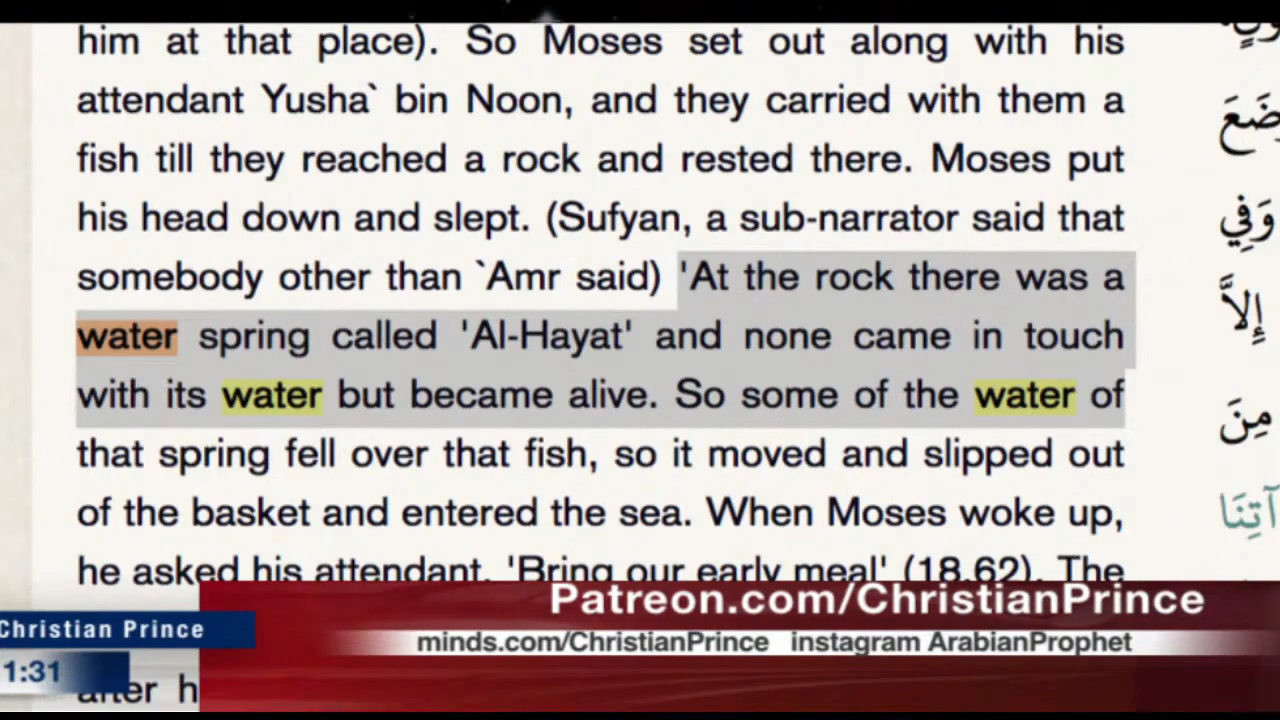 him at that place). So Moses set out along with his
attendant Yusha` bin Noon, and they carried with them a
fish till they reached a rock and rested there. Moses put
his head down and slept. (Sufyan, a sub-narrator said that
somebody other than `Amr said) 'At the rock there was a
water spring called 'Al-Hayat' and none came in touch
with its water but became alive. So some of the water of
that spring fell over that fish, so it moved and slipped out
of the basket and entered the sea. When Moses woke up,
he asked his attendant, 'Bring our early meal' (18.62). The
after h
ضَعَ
وَفِي
إِلاَّ
مِنَ
آتِنَا
Patreon.com/ChristianPrince
Christian Prince
minds.com/ChristianPrince instagram ArabianProphet
1:31